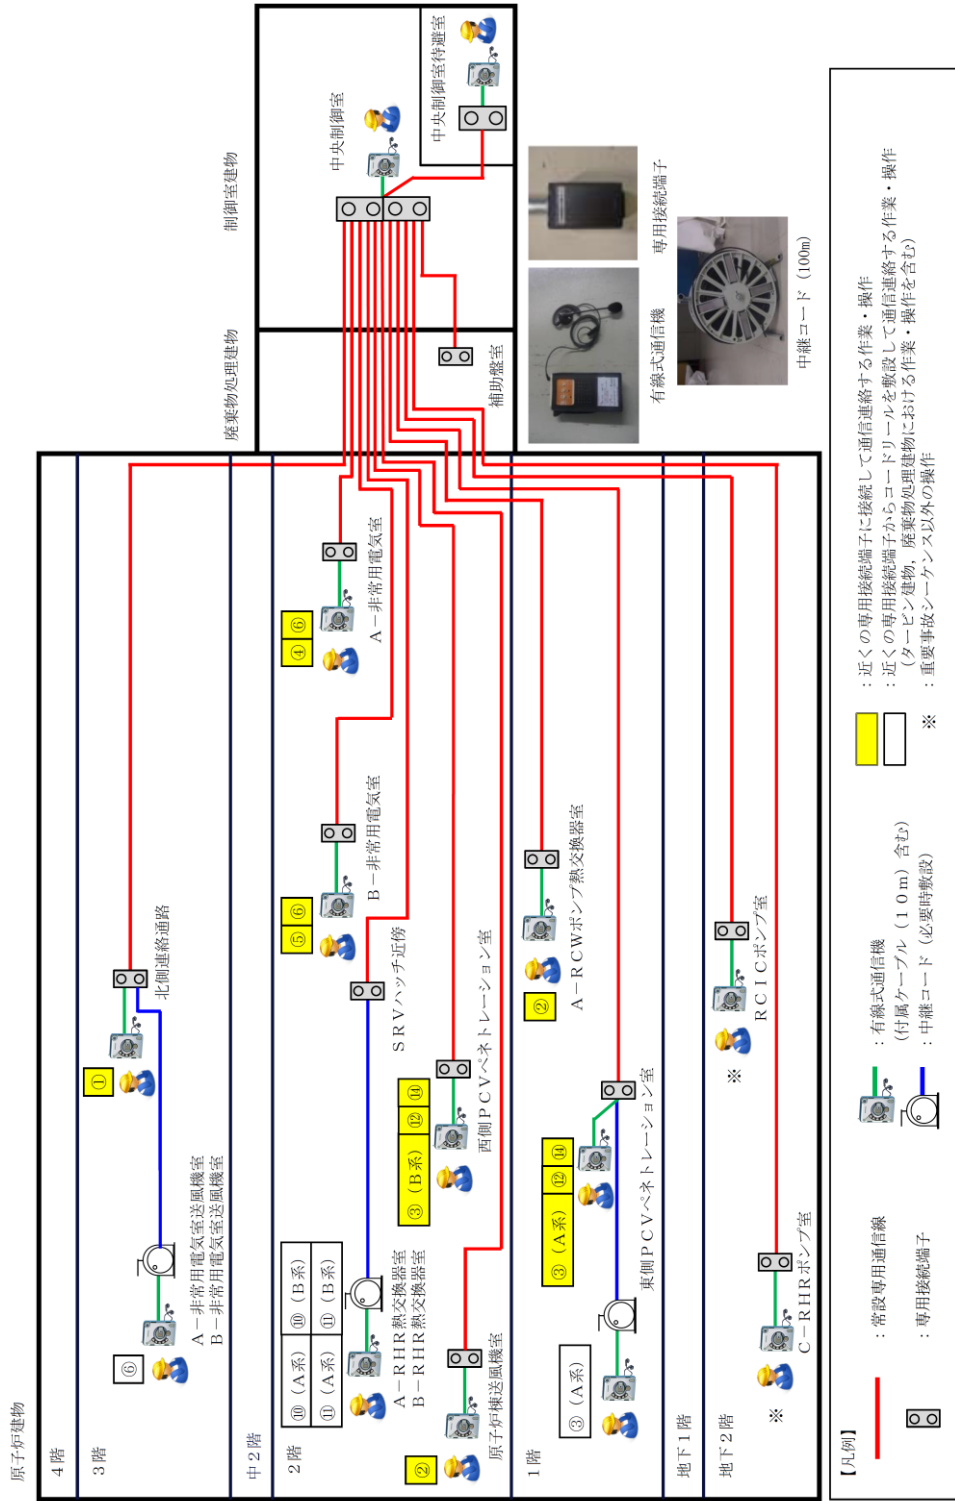 原子炉建物
4階
3階
中2階
2階
1階
地下1階
地下2階
廃棄物処理建物
制御室建物
中央制御室
中央制御室待避室
補助盤室
北側連絡通路
①
⑥
A-非常用電気室送風機室
B-非常用電気室送風機室
④ ⑥
A-非常用電気室
⑤ ⑥
B-非常用電気室
SRVハッチ近傍
⑩(A系) ⑩(B系)
⑪(A系) ⑪(B系)
A-RHR熱交換器室
B-RHR熱交換器室
③(B系) ⑫ ⑭
西側PCVペネトレーション室
②
原子炉棟送風機室
②
A-RCWポンプ熱交換器室
③(A系) ⑫ ⑭
東側PCVペネトレーション室
③(A系)
※
RCICポンプ室
※
C-RHRポンプ室
有線式通信機
専用接続端子
中継コード(100m)
【凡例】
:常設専用通信線
:専用接続端子
:有線式通信機
(付属ケーブル(10m)含む)
:中継コード(必要時敷設)
:近くの専用接続端子に接続して通信連絡する作業・操作
:近くの専用接続端子からコードリールを敷設して通信連絡する作業・操作
(タービン建物,廃棄物処理建物における作業・操作を含む)
※ :重要事故シーケンス以外の操作